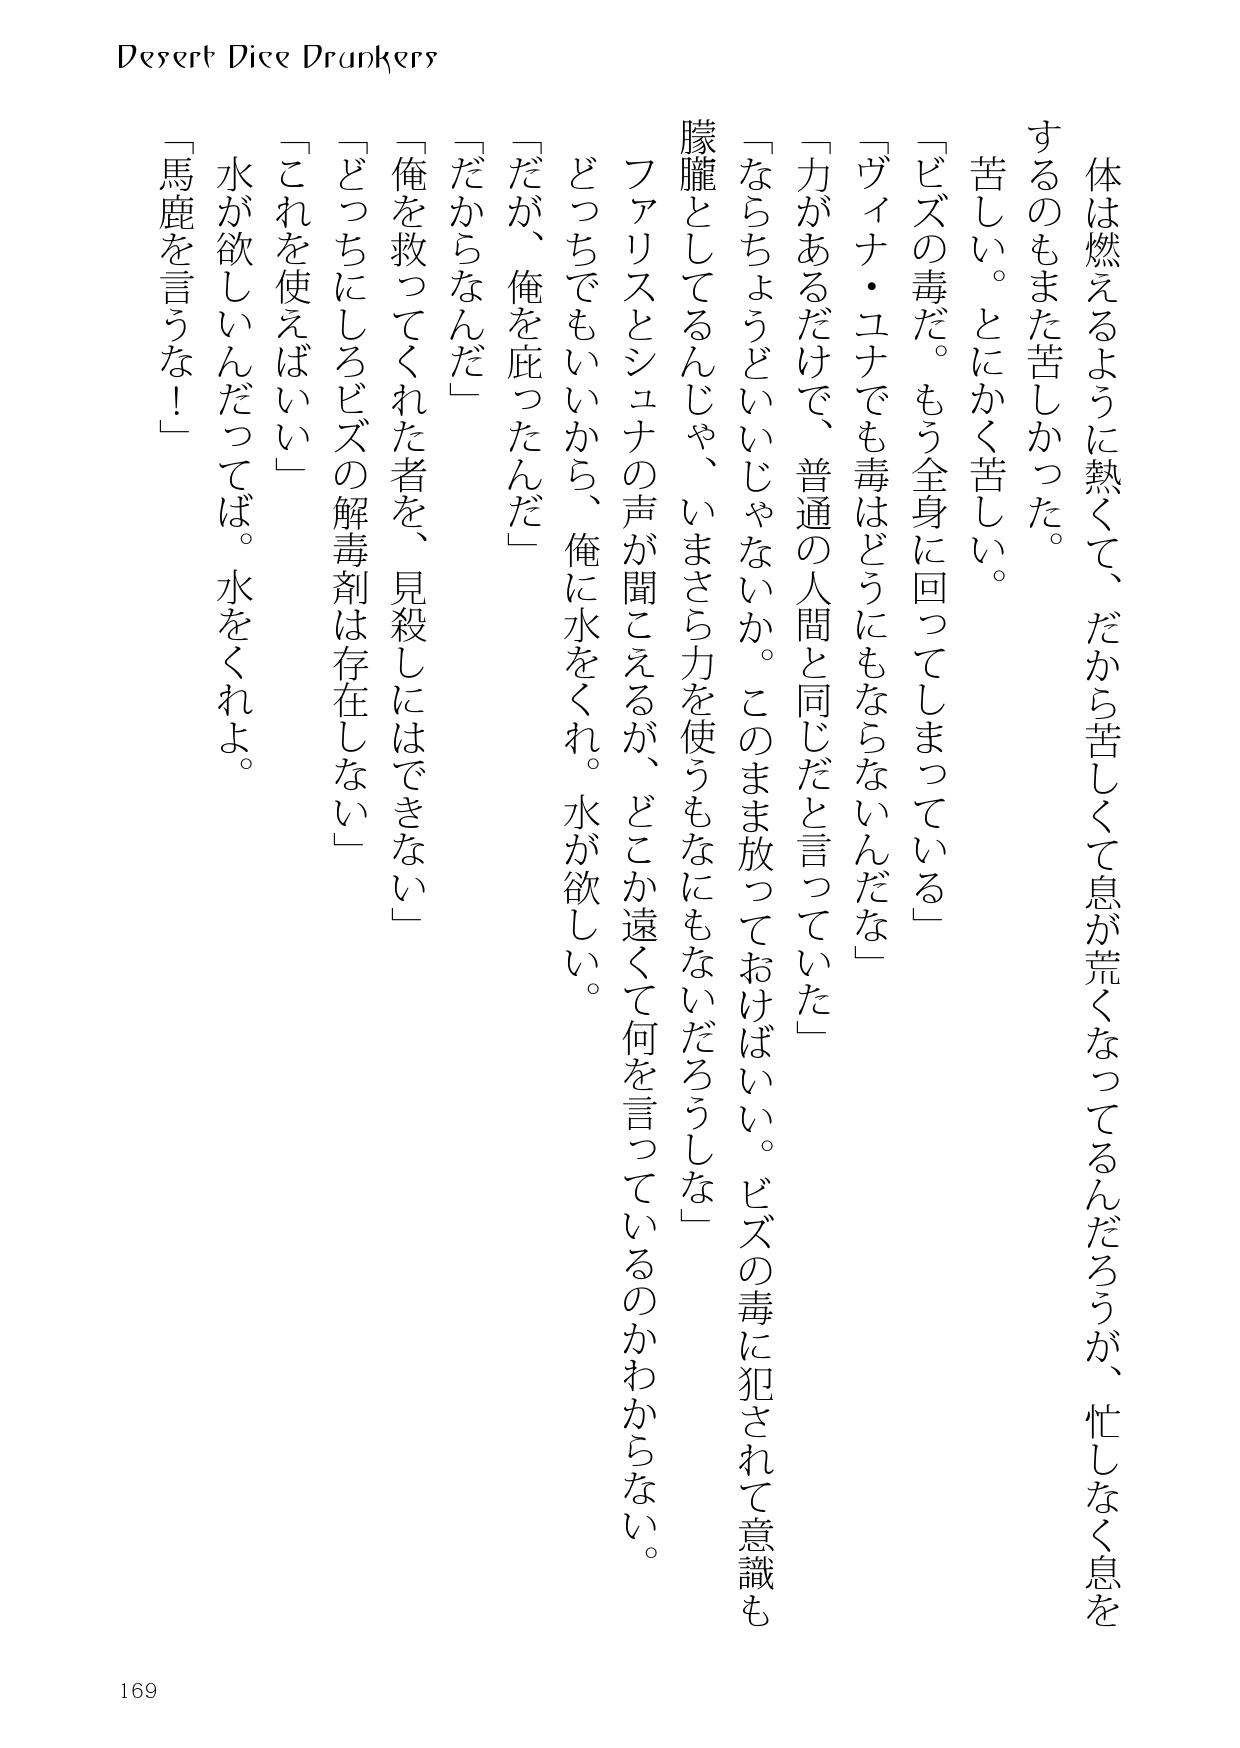 Desert Dice Drunkers
体は燃えるように熱くて、だから苦しくて息が荒くなってるんだろうが、忙しなく息を
するのもまた苦しかった。
苦しい。とにかく苦しい。
「ビズの毒だ。もう全身に回ってしまっている」
「ヴィナ・ユナでも毒はどうにもならないんだな」
「力があるだけで、普通の人間と同じだと言っていた」
「ならちょうどいいじゃないか。このまま放っておけばいい。ビズの毒に犯されて意識も
朦朧としてるんじゃ、いまさら力を使うもなにもないだろうしな」
ファリスとシュナの声が聞こえるが、どこか遠くて何を言っているのかわからない。
どっちでもいいから、俺に水をくれ。水が欲しい。
「だが、俺を庇ったんだ」
「だからなんだ」
「俺を救ってくれた者を、見殺しにはできない」
「どっちにしろビズの解毒剤は存在しない」
「これを使えばいい」
水が欲しいんだってば。水をくれよ。
「馬鹿を言うな！」
169